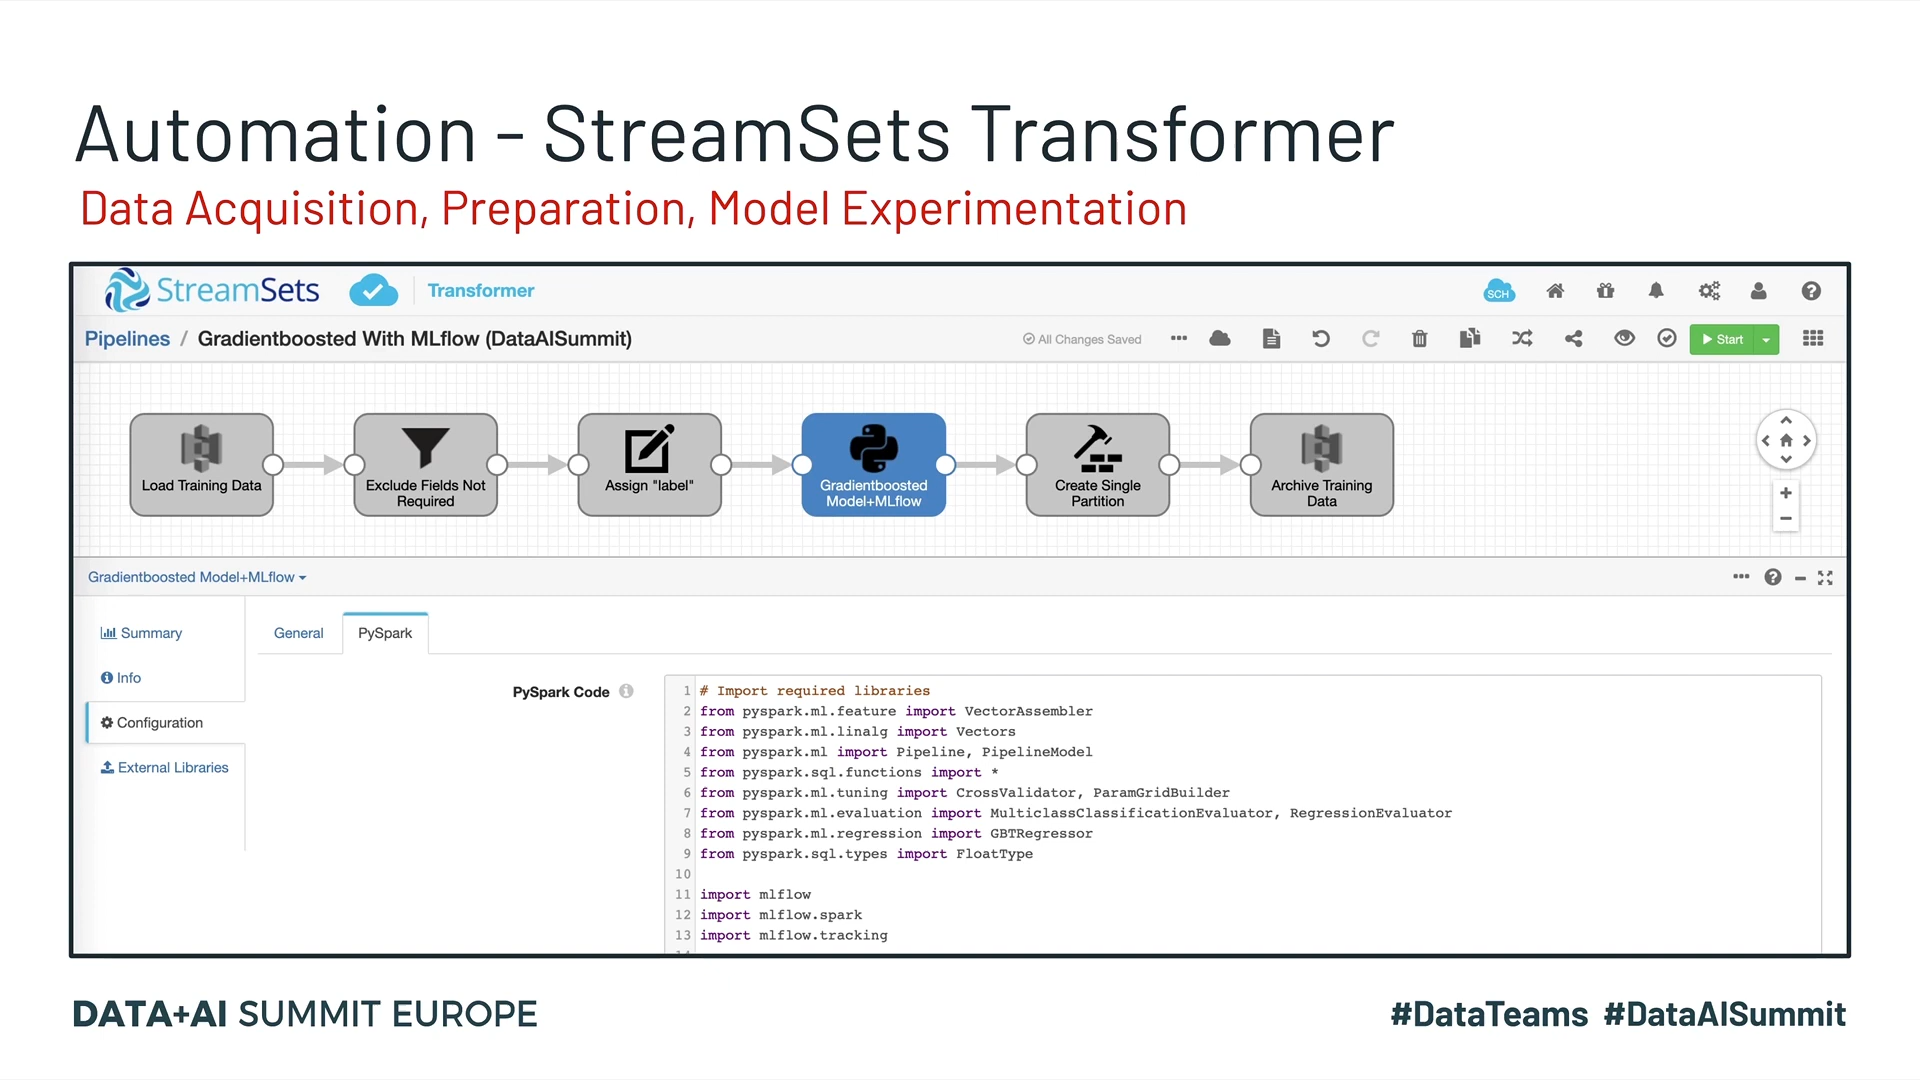 Automation - StreamSets Transformer
Data Acquisition, Preparation, Model Experimentation
StreamSets Transformer
SCH
Pipelines / Gradientboosted With MLflow (DataAISummit)
All Changes Saved
Start
Load Training Data
Exclude Fields Not
Required
Assign "label"
Gradientboosted
Model+MLflow
Create Single
Partition
Archive Training
Data
Gradientboosted Model+MLflow
Summary
Info
Configuration
External Libraries
General
PySpark
PySpark Code
1 # Import required libraries
2 from pyspark.ml.feature import VectorAssembler
3 from pyspark.ml.linalg import Vectors
4 from pyspark.ml import Pipeline, PipelineModel
5 from pyspark.sql.functions import *
6 from pyspark.ml.tuning import CrossValidator, ParamGridBuilder
7 from pyspark.ml.evaluation import MulticlassClassificationEvaluator, RegressionEvaluator
8 from pyspark.ml.regression import GBTRegressor
9 from pyspark.sql.types import FloatType
10
11 import mlflow
12 import mlflow.spark
13 import mlflow.tracking
DATA+AI SUMMIT EUROPE
#DataTeams #DataAISummit